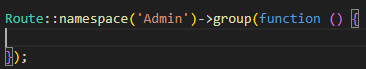 Route::namespace('Admin')->group(function () {
});